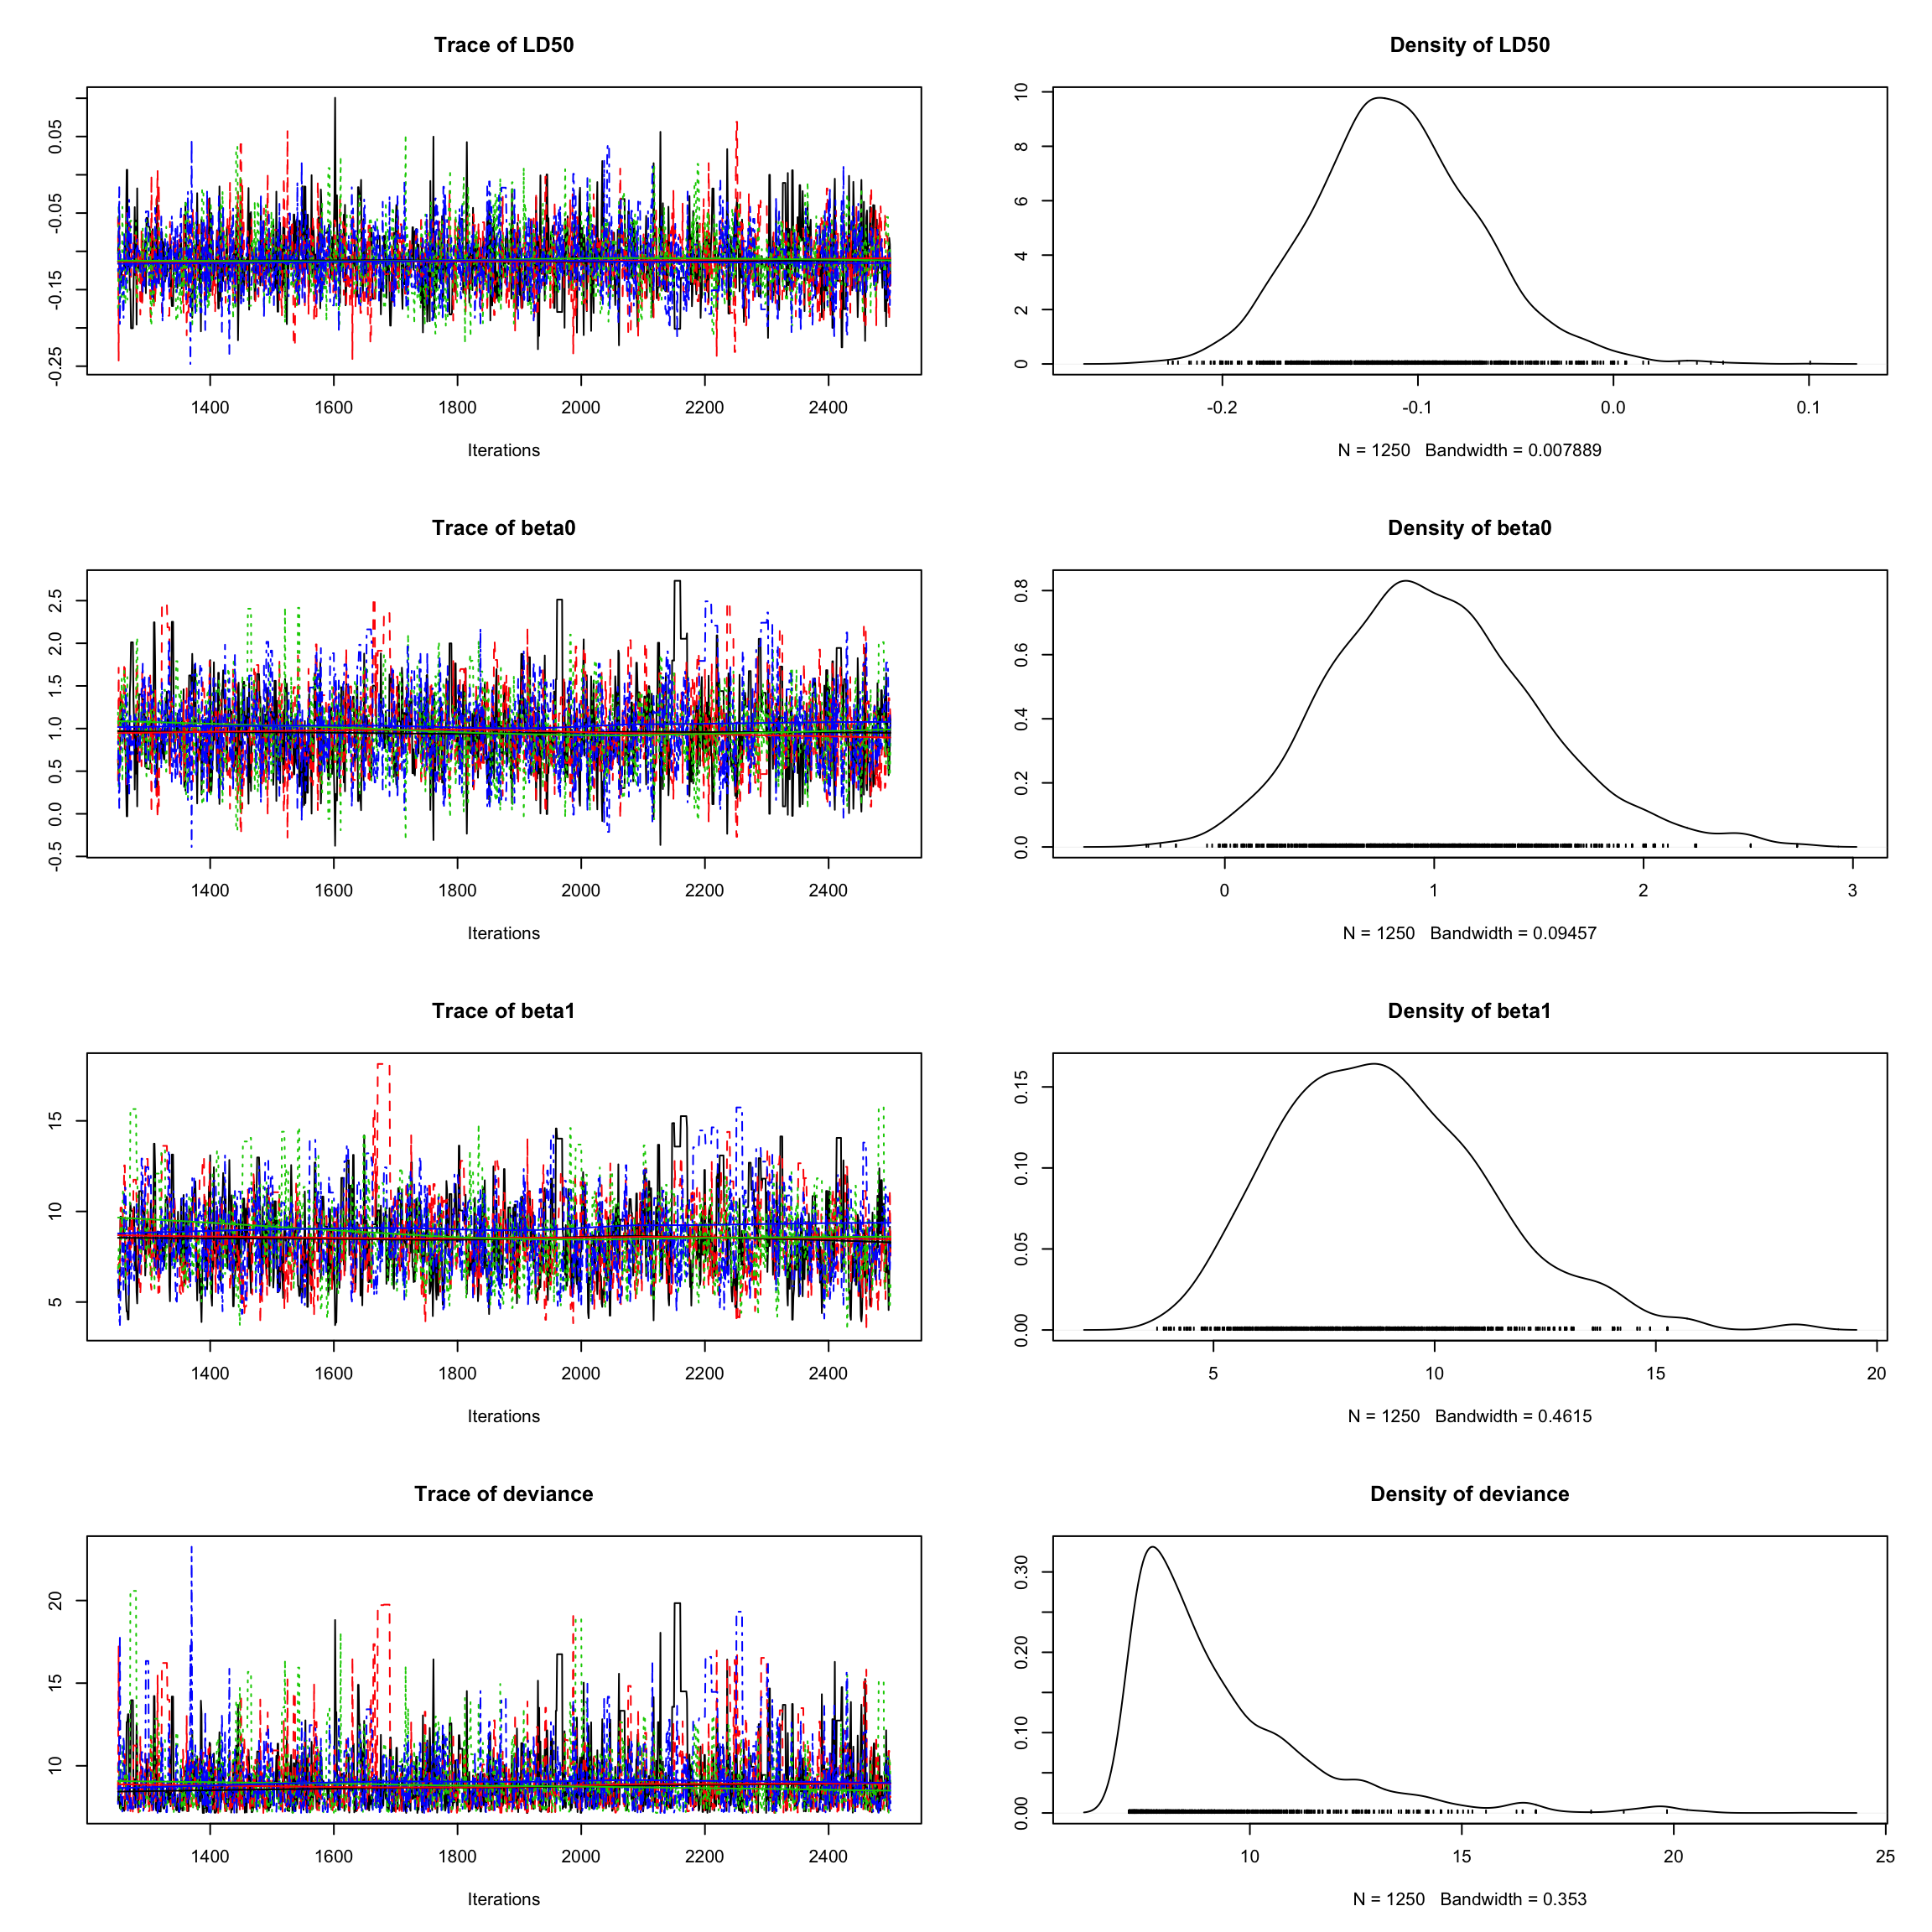 Trace of LD50
0.05
-0.05
-0.15
-0.25
1400 1600 1800 2000 2200 2400
Iterations
Density of LD50
10
8
6
4
2
0
-0.2 -0.1 0.0 0.1
N = 1250 Bandwidth = 0.007889
Trace of beta0
2.5
2.0
1.5
1.0
0.5
0.0
-0.5
1400 1600 1800 2000 2200 2400
Iterations
Density of beta0
0.8
0.6
0.4
0.2
0.0
0 1 2 3
N = 1250 Bandwidth = 0.09457
Trace of beta1
15
10
5
1400 1600 1800 2000 2200 2400
Iterations
Density of beta1
0.15
0.10
0.05
0.00
5 10 15 20
N = 1250 Bandwidth = 0.4615
Trace of deviance
20
15
10
1400 1600 1800 2000 2200 2400
Iterations
Density of deviance
0.30
0.20
0.10
0.00
10 15 20 25
N = 1250 Bandwidth = 0.353